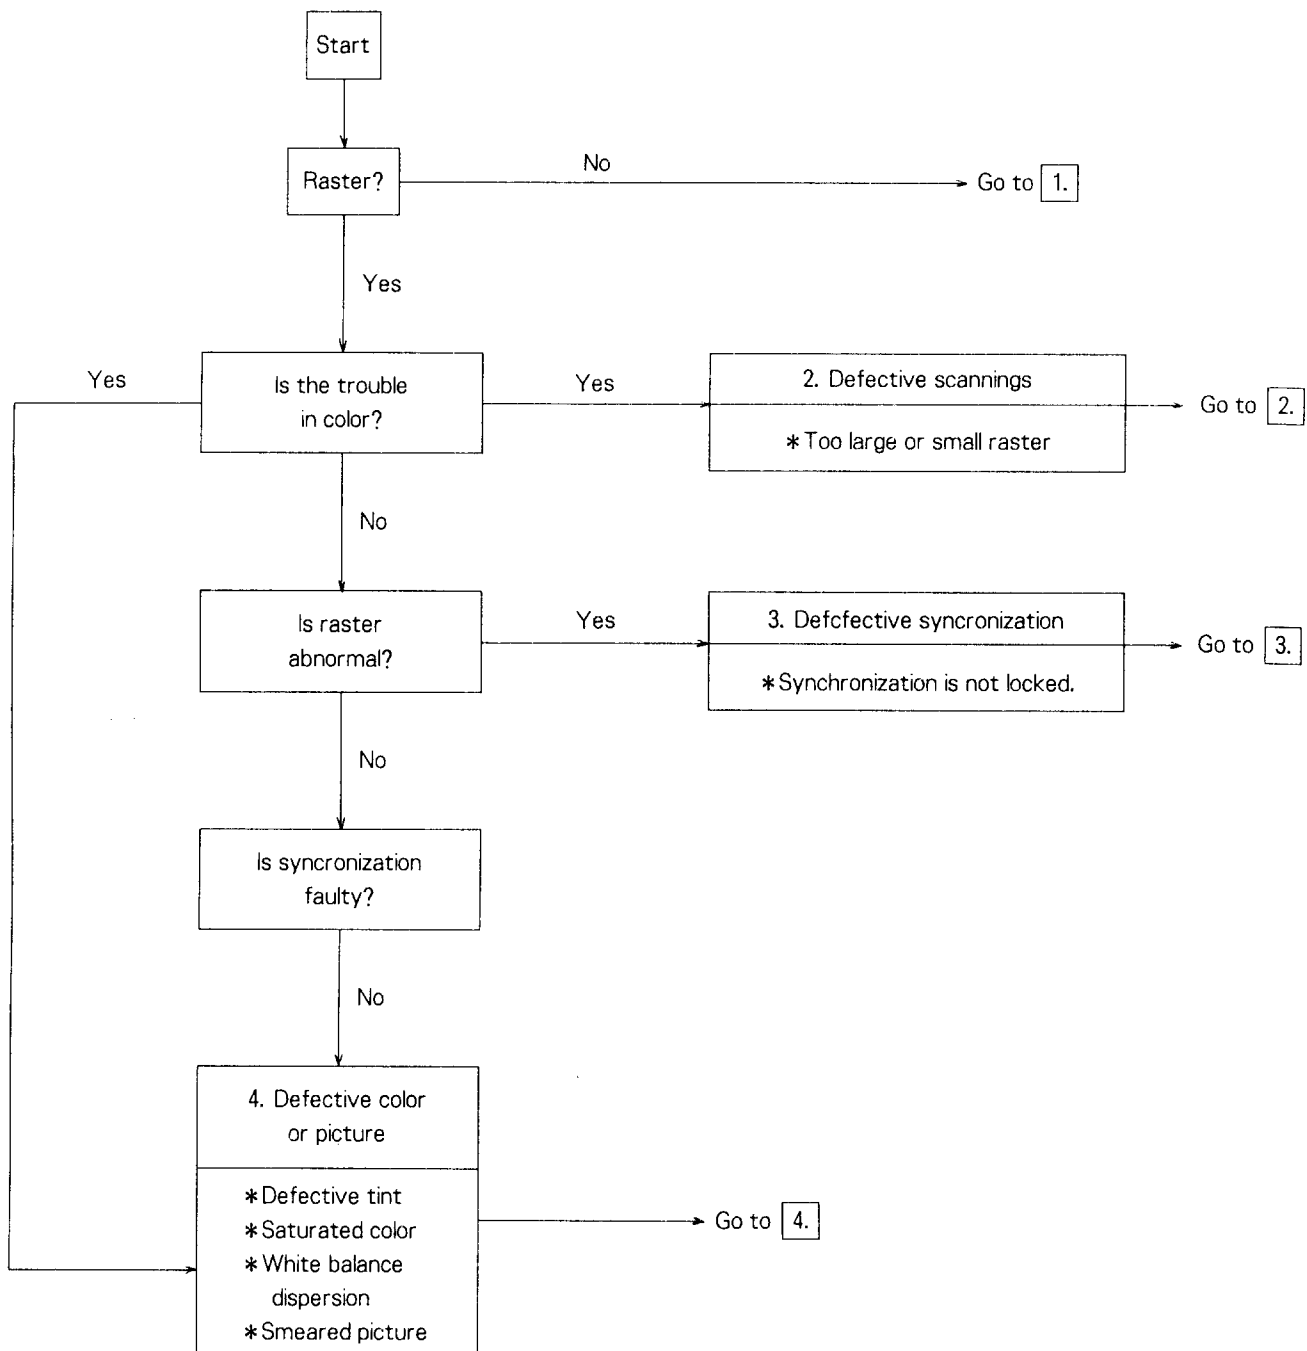 Start
Raster?
No
Go to 1.
Yes
Yes
Is the trouble
in color?
Yes
2. Defective scannings
* Too large or small raster
Go to 2.
No
Is raster
abnormal?
Yes
3. Defcfective syncronization
* Synchronization is not locked.
Go to 3.
No
Is syncronization
faulty?
No
4. Defective color
or picture
* Defective tint
* Saturated color
* White balance
dispersion
* Smeared picture
Go to 4.